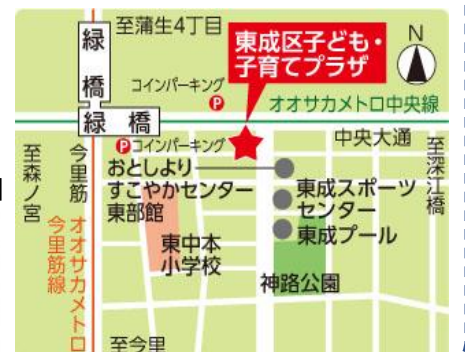 至蒲生4丁目
緑橋
東成区子ども・
子育てプラザ
N
コインパーキング
P
オオサカメトロ中央線
緑橋
P コインパーキング
中央大通
至森ノ宮
今里筋
オオサカメトロ
今里筋線
おとしより
すこやかセンター
東部館
東成スポーツ
センター
東成プール
至深江橋
東中本
小学校
神路公園
至今里